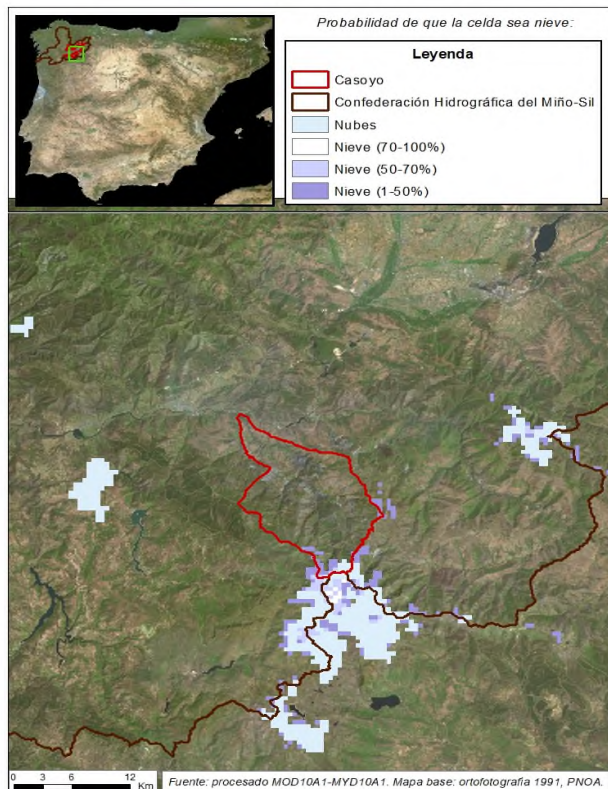 Probabilidad de que la celda sea nieve:
Leyenda
Casoyo
Confederación Hidrográfica del Miño-Sil
Nubes
Nieve (70-100%)
Nieve (50-70%)
Nieve (1-50%)
0 3 6 12
Km
Fuente: procesado MOD10A1-MYD10A1. Mapa base: ortofotografía 1991, PNOA.